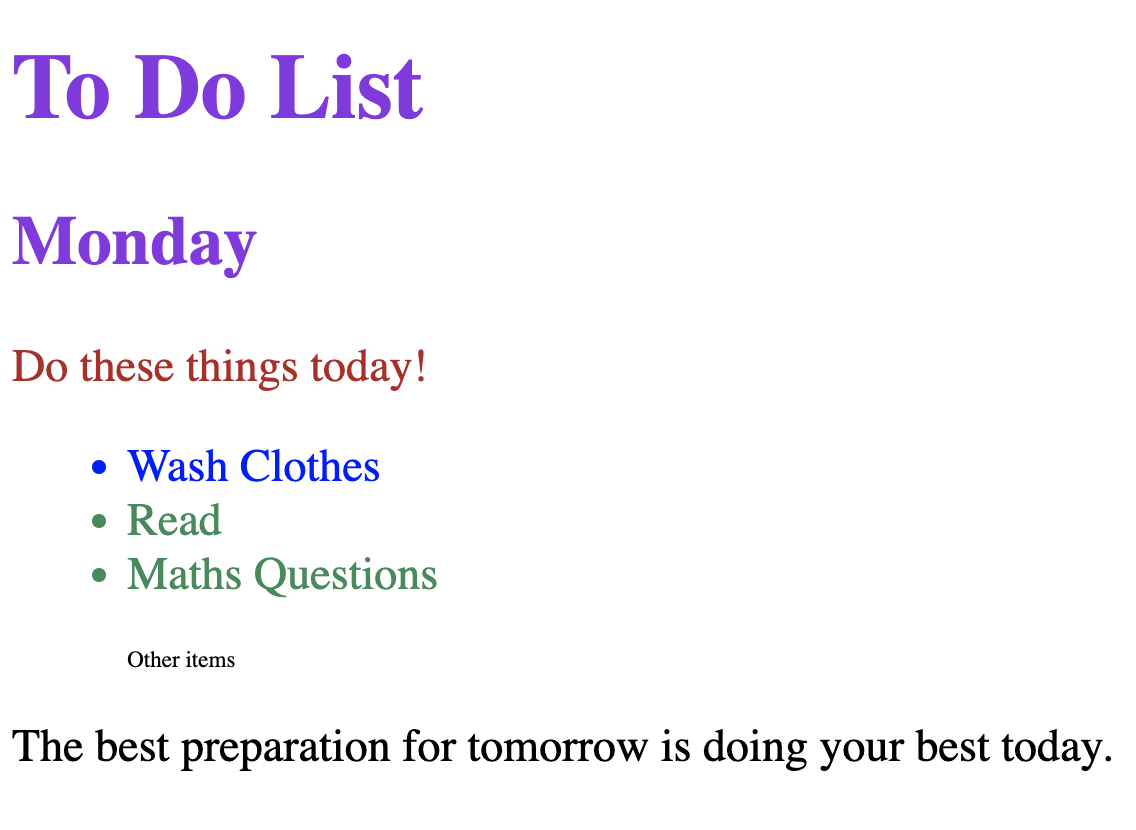 To Do List
Monday
Do these things today!
• Wash Clothes
• Read
• Maths Questions
Other items
The best preparation for tomorrow is doing your best today.